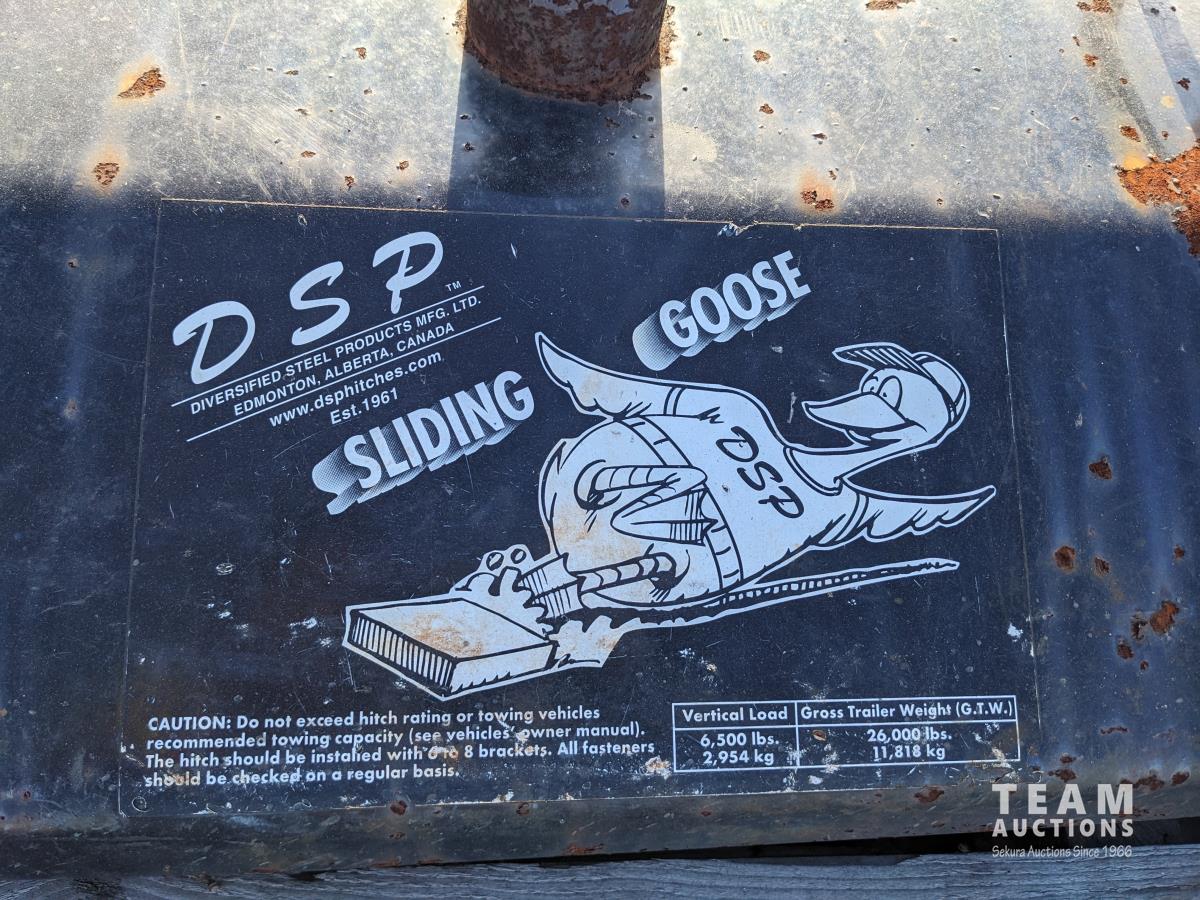 DSP™
DIVERSIFIED STEEL PRODUCTS MFG. LTD.
EDMONTON, ALBERTA, CANADA
www.dsphitches.com
Est.1961
SLIDING
GOOSE
DSP
CAUTION: Do not exceed hitch rating or towing vehicles
recommended towing capacity (see vehicles' owner manual).
The hitch should be installed with 6 to 8 brackets. All fasteners
should be checked on a regular basis.
Vertical Load Gross Trailer Weight (G.T.W.)
6,500 lbs. 26,000 lbs.
2,954 kg 11,818 kg
TEAM
AUCTIONS
Sekura Auctions Since 1966